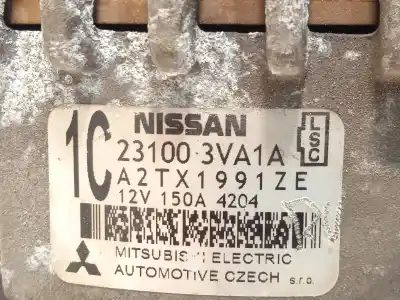 1C
NISSAN
LSC
23100-3VA1A
A2TX1991ZE
12V 150A 4204
MITSUBISHI ELECTRIC
AUTOMOTIVE CZECH s.r.o.